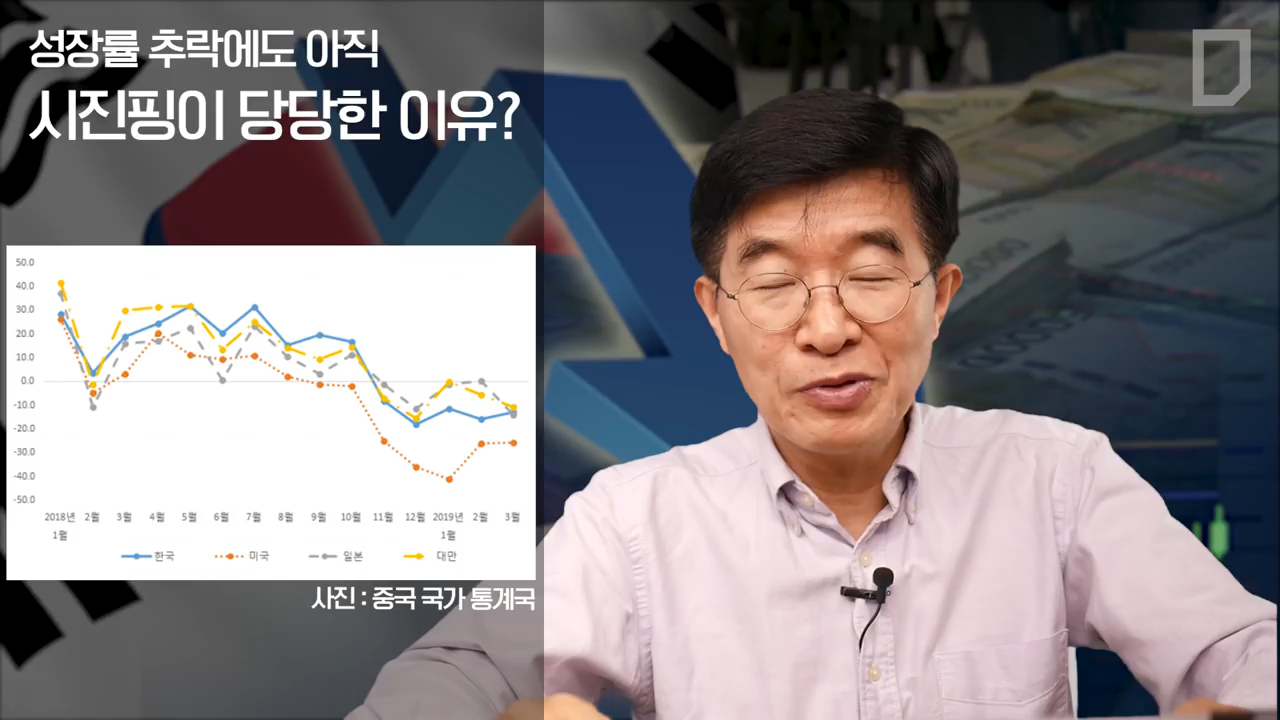 성장률 추락에도 아직
시진핑이 당당한 이유?
50.0
40.0
30.0
20.0
10.0
0.0
-10.0
-20.0
-30.0
-40.0
-50.0
2018년 2월 3월 4월 5월 6월 7월 8월 9월 10월 11월 12월 2019년 2월 3월
1월 1월
한국 미국 일본 대만
사진 : 중국 국가 통계국